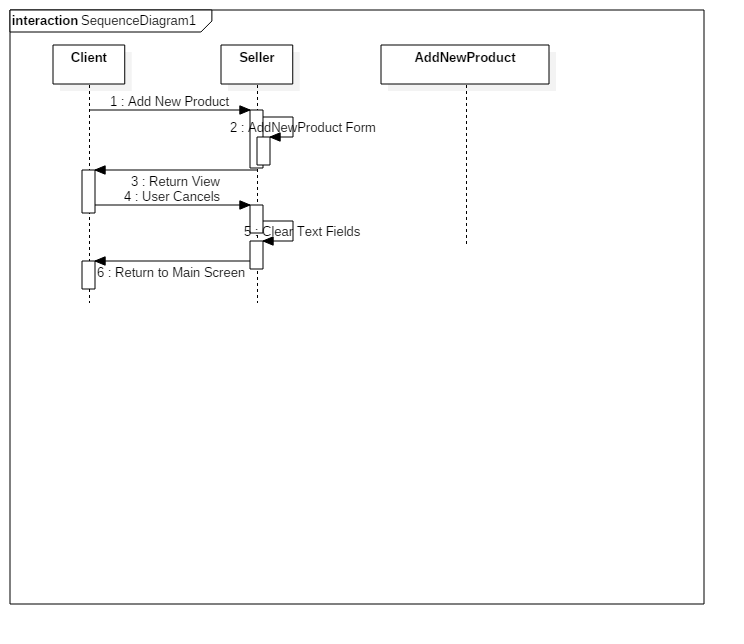 interaction SequenceDiagram1
Client
Seller
AddNewProduct
1 : Add New Product
2 : AddNewProduct Form
3 : Return View
4 : User Cancels
5 : Clear Text Fields
6 : Return to Main Screen